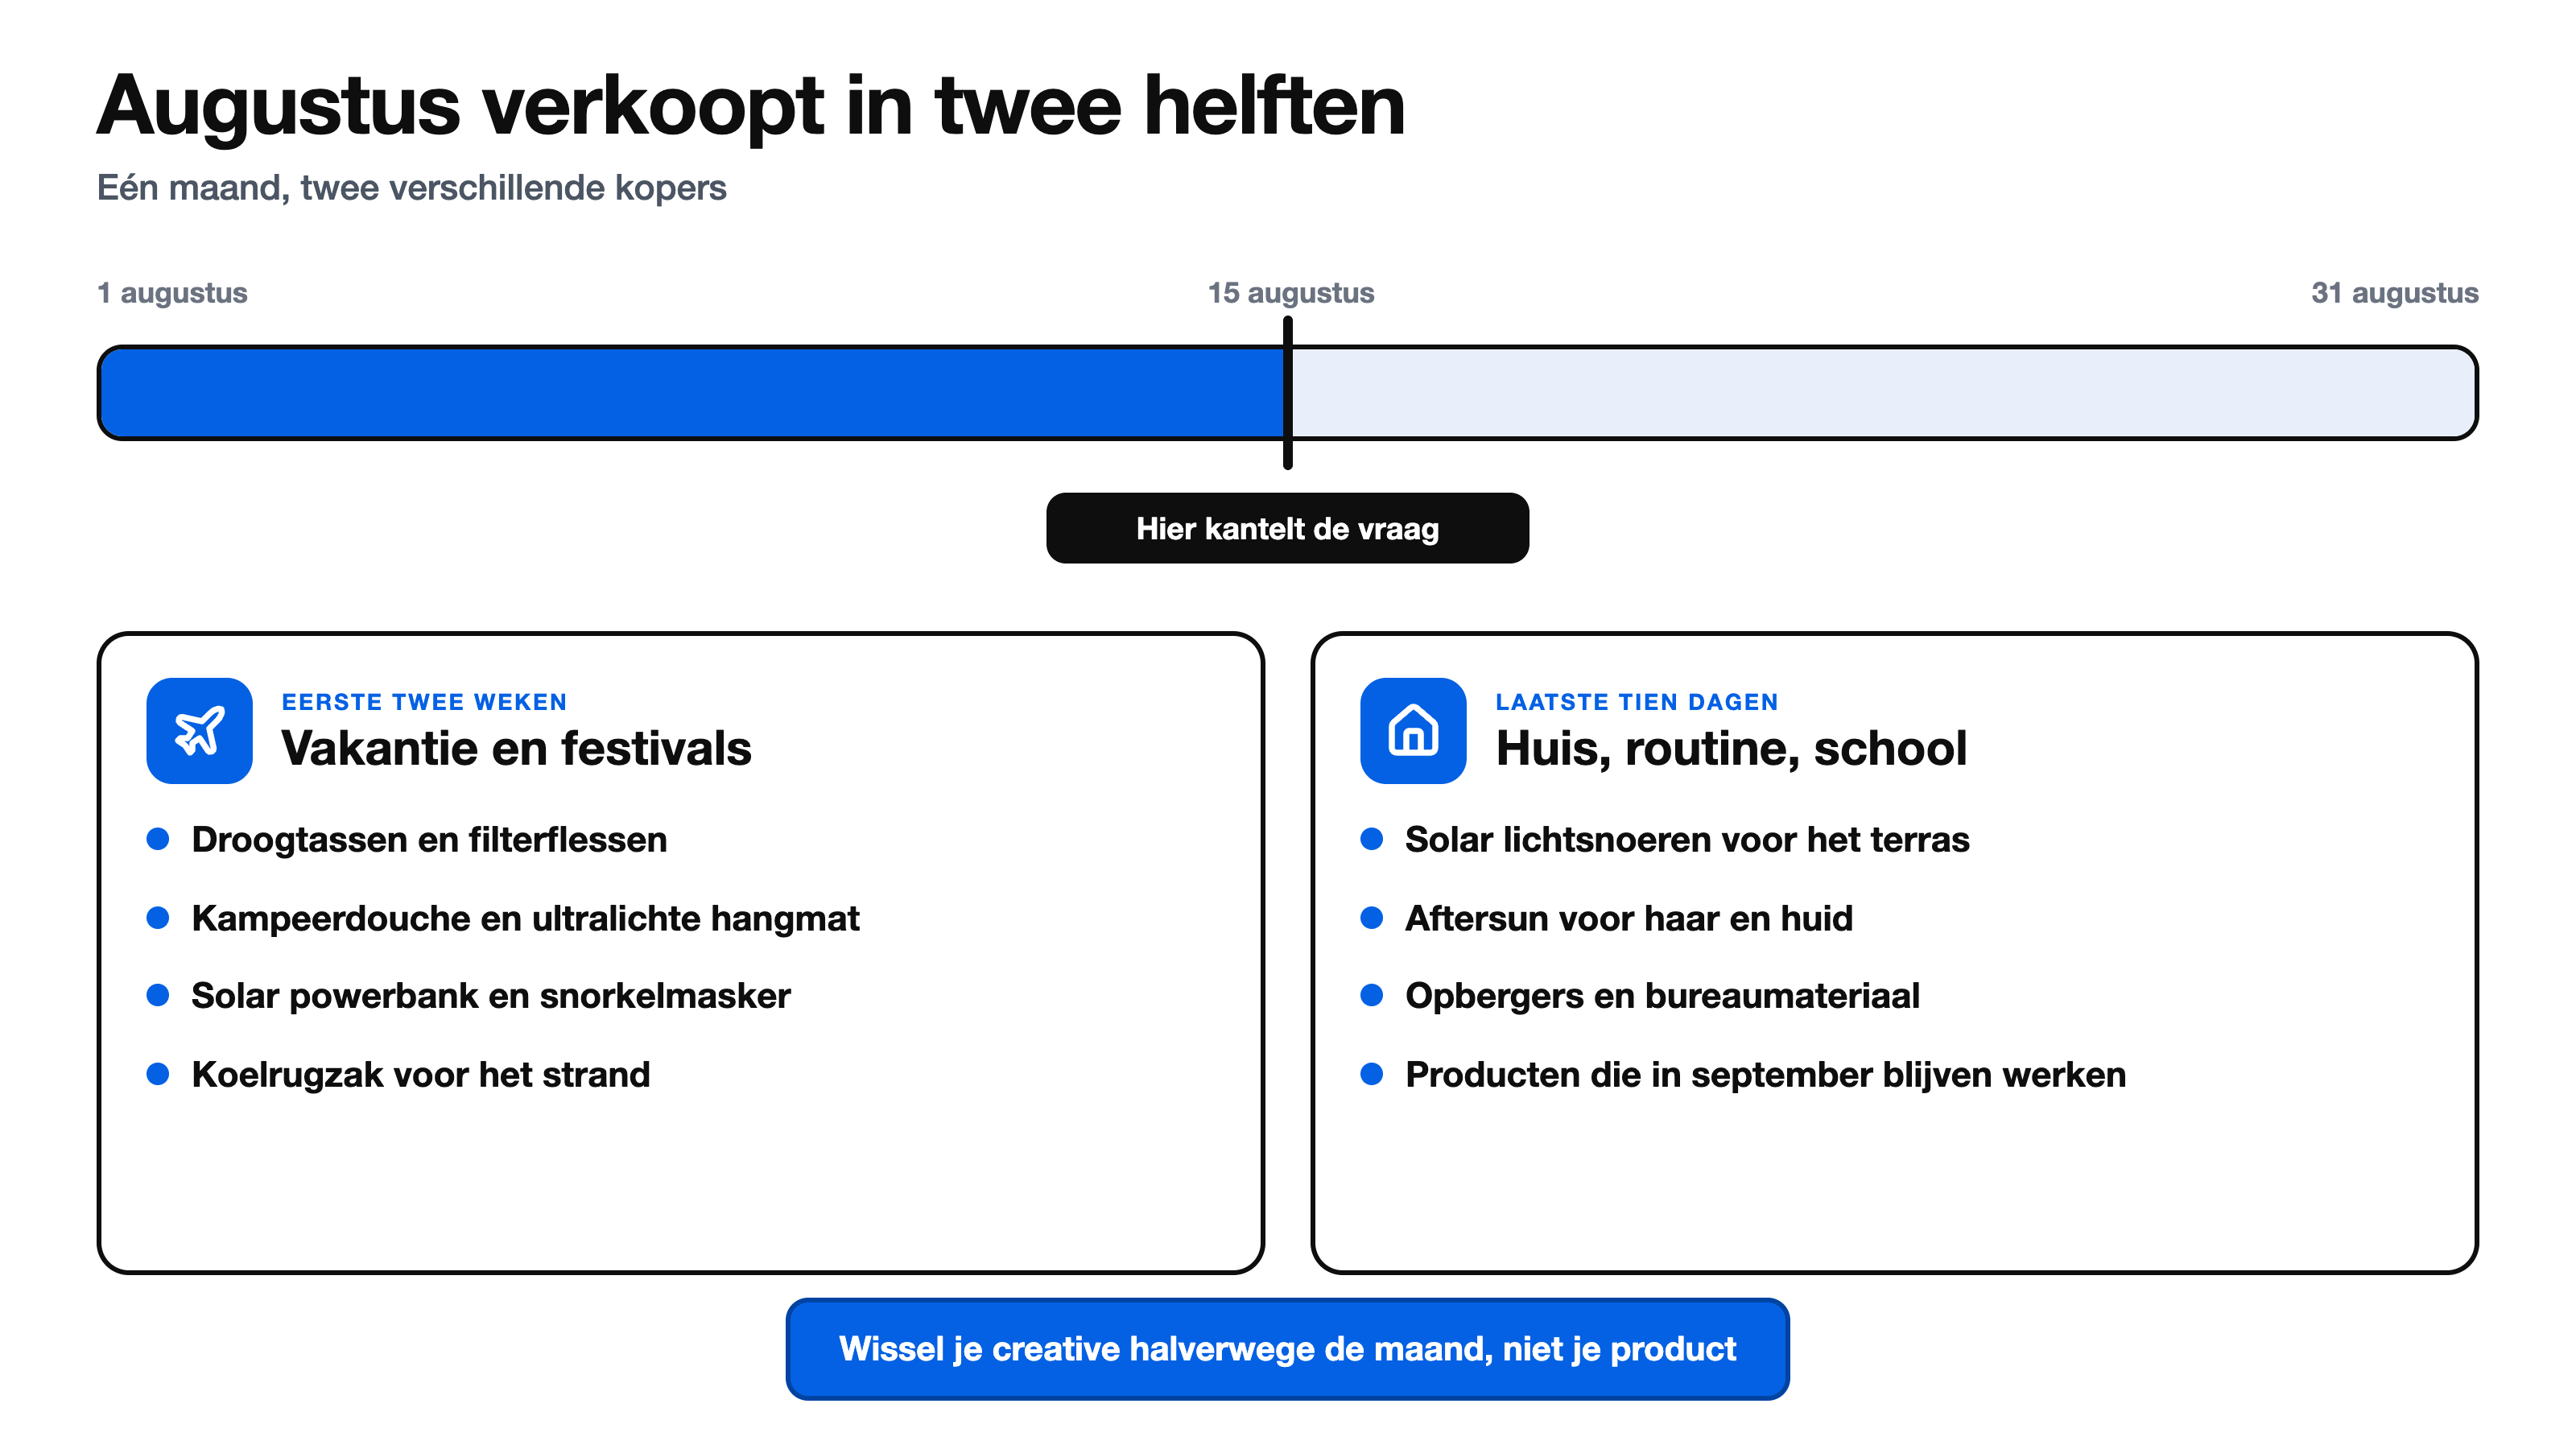 Augustus verkoopt in twee helften
Eén maand, twee verschillende kopers
1 augustus
15 augustus
31 augustus
Hier kantelt de vraag
EERSTE TWEE WEKEN
Vakantie en festivals
Droogtassen en filterflessen
Kampeerdouche en ultralichte hangmat
Solar powerbank en snorkelmasker
Koelrugzak voor het strand
LAATSTE TIEN DAGEN
Huis, routine, school
Solar lichtsnoeren voor het terras
Aftersun voor haar en huid
Opbergers en bureaumateriaal
Producten die in september blijven werken
Wissel je creative halverwege de maand, niet je product